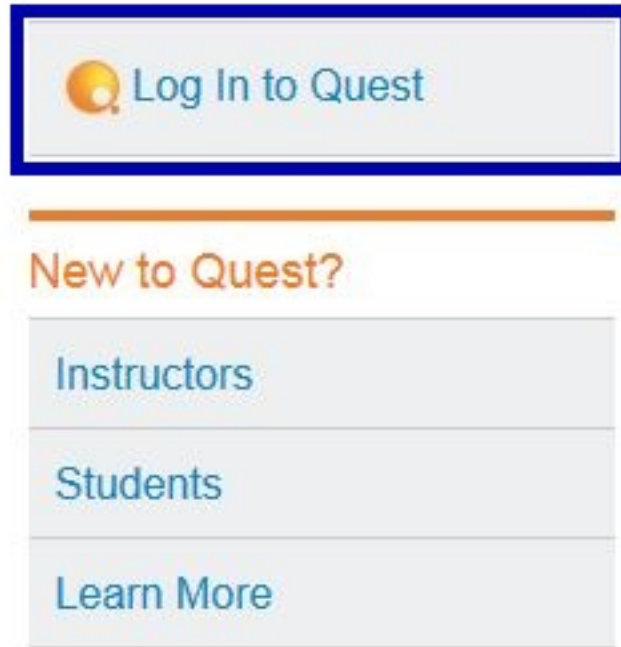 Log In to Quest
New to Quest?
Instructors
Students
Learn More